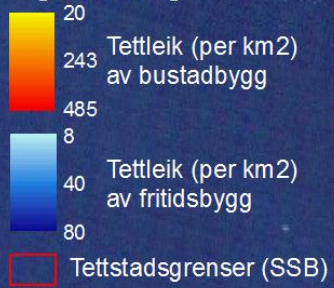 20
243
485
Tettleik (per km2)
av bustadbygg
8
40
80
Tettleik (per km2)
av fritidsbygg
Tettstadsgrenser (SSB)